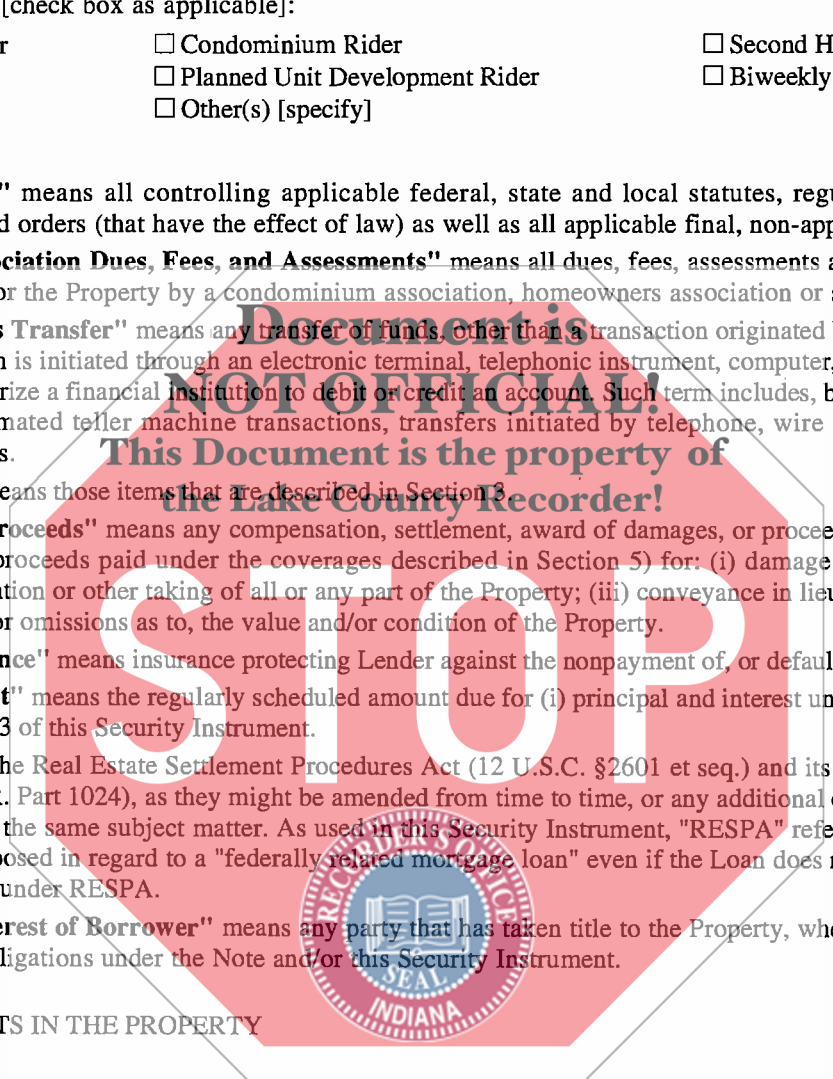 [check box as applicable]:
r ☐ Condominium Rider ☐ Second H
☐ Planned Unit Development Rider ☐ Biweekly
☐ Other(s) [specify]
" means all controlling applicable federal, state and local statutes, regu
d orders (that have the effect of law) as well as all applicable final, non-app
ciation Dues, Fees, and Assessments" means all dues, fees, assessments a
or the Property by a condominium association, homeowners association or s
Document is
s Transfer" means any transfer of funds, other than a transaction originated
n is initiated through an electronic terminal, telephonic instrument, computer,
NOT OFFICIAL!
rize a financial institution to debit or credit an account. Such term includes, b
mated teller machine transactions, transfers initiated by telephone, wire
s.
This Document is the property of
eans those items that are described in Section 3.
the Lake County Recorder!
roceeds" means any compensation, settlement, award of damages, or procee
proceeds paid under the coverages described in Section 5) for: (i) damage
tion or other taking of all or any part of the Property; (iii) conveyance in lieu
or omissions as to, the value and/or condition of the Property.
STOP
nce" means insurance protecting Lender against the nonpayment of, or defaul
t" means the regularly scheduled amount due for (i) principal and interest un
3 of this Security Instrument.
he Real Estate Settlement Procedures Act (12 U.S.C. §2601 et seq.) and its
. Part 1024), as they might be amended from time to time, or any additional
the same subject matter. As used in this Security Instrument, "RESPA" refe
posed in regard to a "federally related mortgage loan" even if the Loan does n
under RESPA.
RECORDER'S OFFICE
SEAL
INDIANA
erest of Borrower" means any party that has taken title to the Property, whe
ligations under the Note and/or this Security Instrument.
TS IN THE PROPERTY